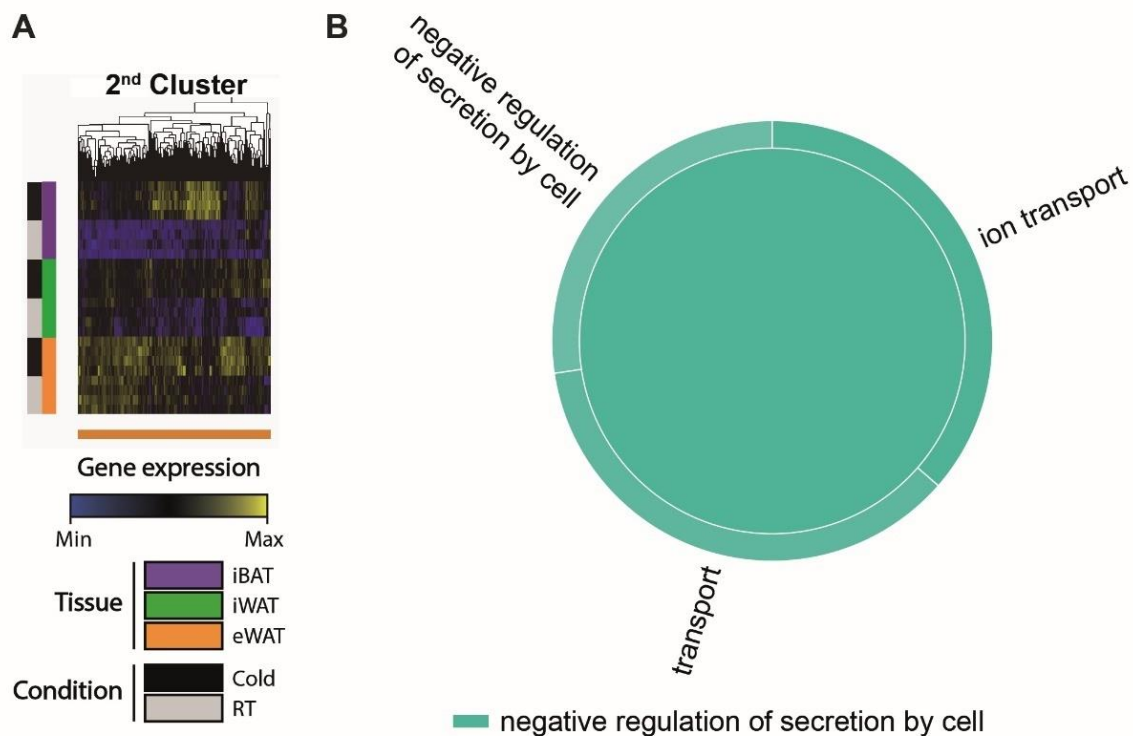 A
2nd Cluster
Gene expression
Min Max
Tissue
iBAT
iWAT
eWAT
Condition
Cold
RT
B
negative regulation
of secretion by cell
ion transport
transport
negative regulation of secretion by cell